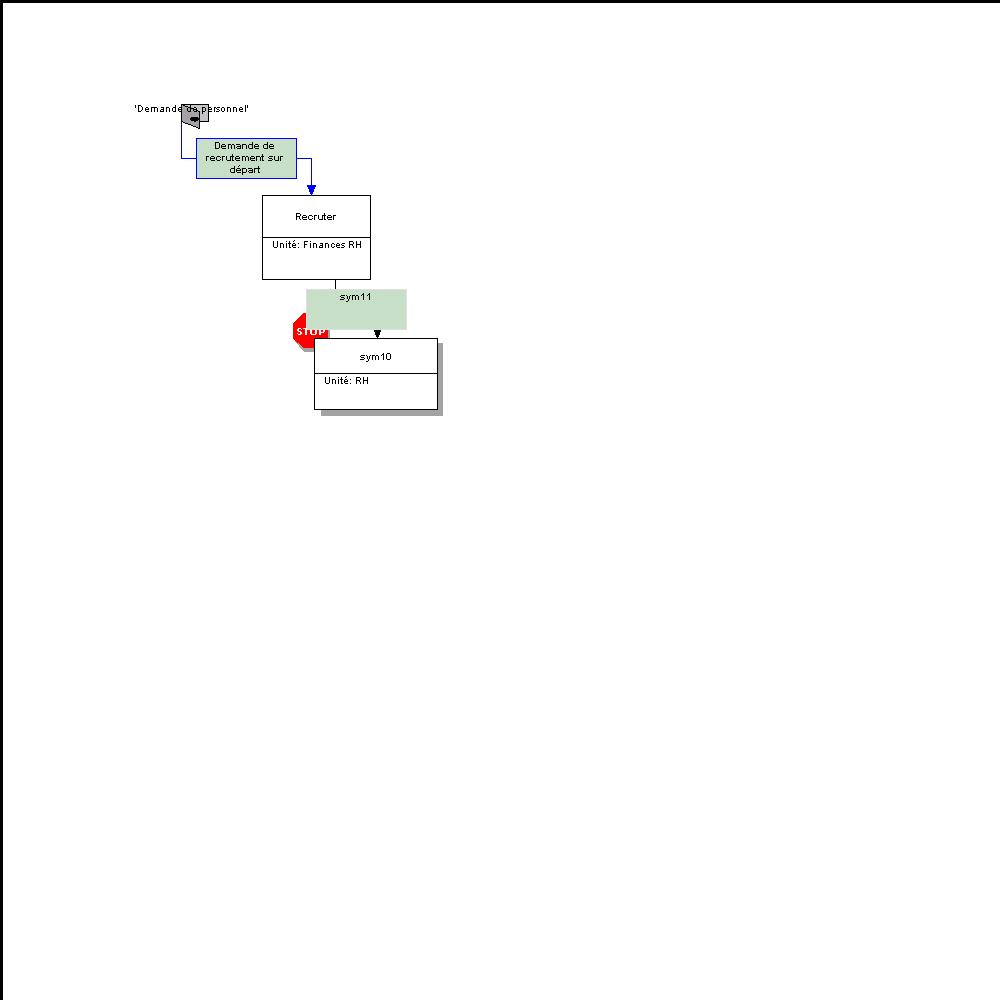 'Demande de personnel'
Demande de
recrutement sur
départ
Recruter
Unité: Finances RH
sym11
STOP
sym10
Unité: RH